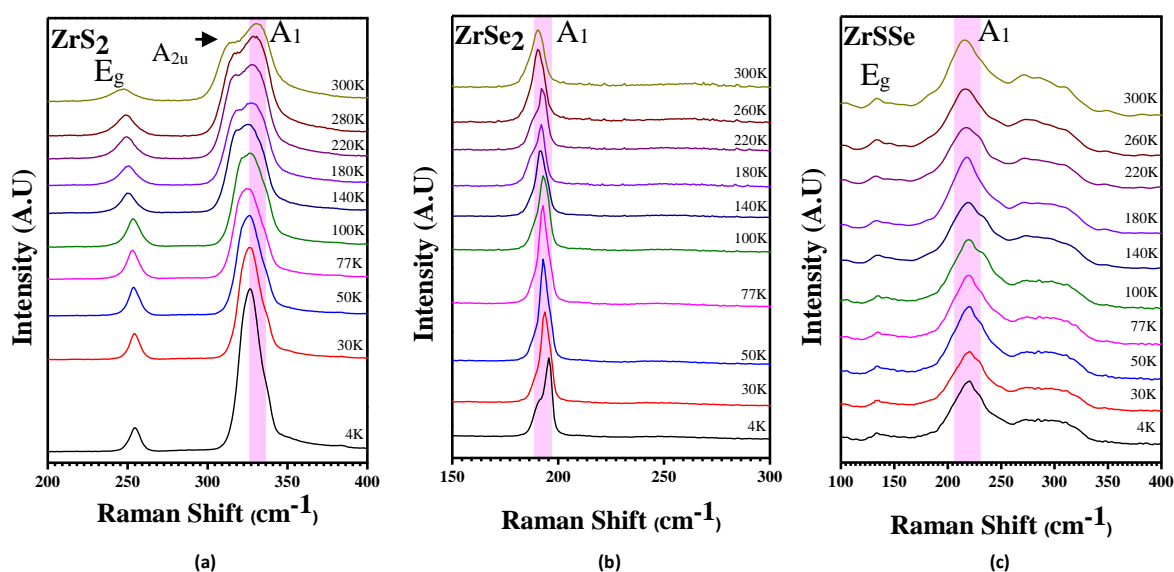 ZrS2
Eg
A2u
A1
300K
280K
220K
180K
140K
100K
77K
50K
30K
4K
Intensity (A.U)
200 250 300 350 400
Raman Shift (cm-1)
(a)
ZrSe2
A1
300K
260K
220K
180K
140K
100K
77K
50K
30K
4K
Intensity (A.U)
150 200 250 300
Raman Shift (cm-1)
(b)
ZrSSe
Eg
A1
300K
260K
220K
180K
140K
100K
77K
50K
30K
4K
Intensity (A.U)
100 150 200 250 300 350 400
Raman Shift (cm-1)
(c)